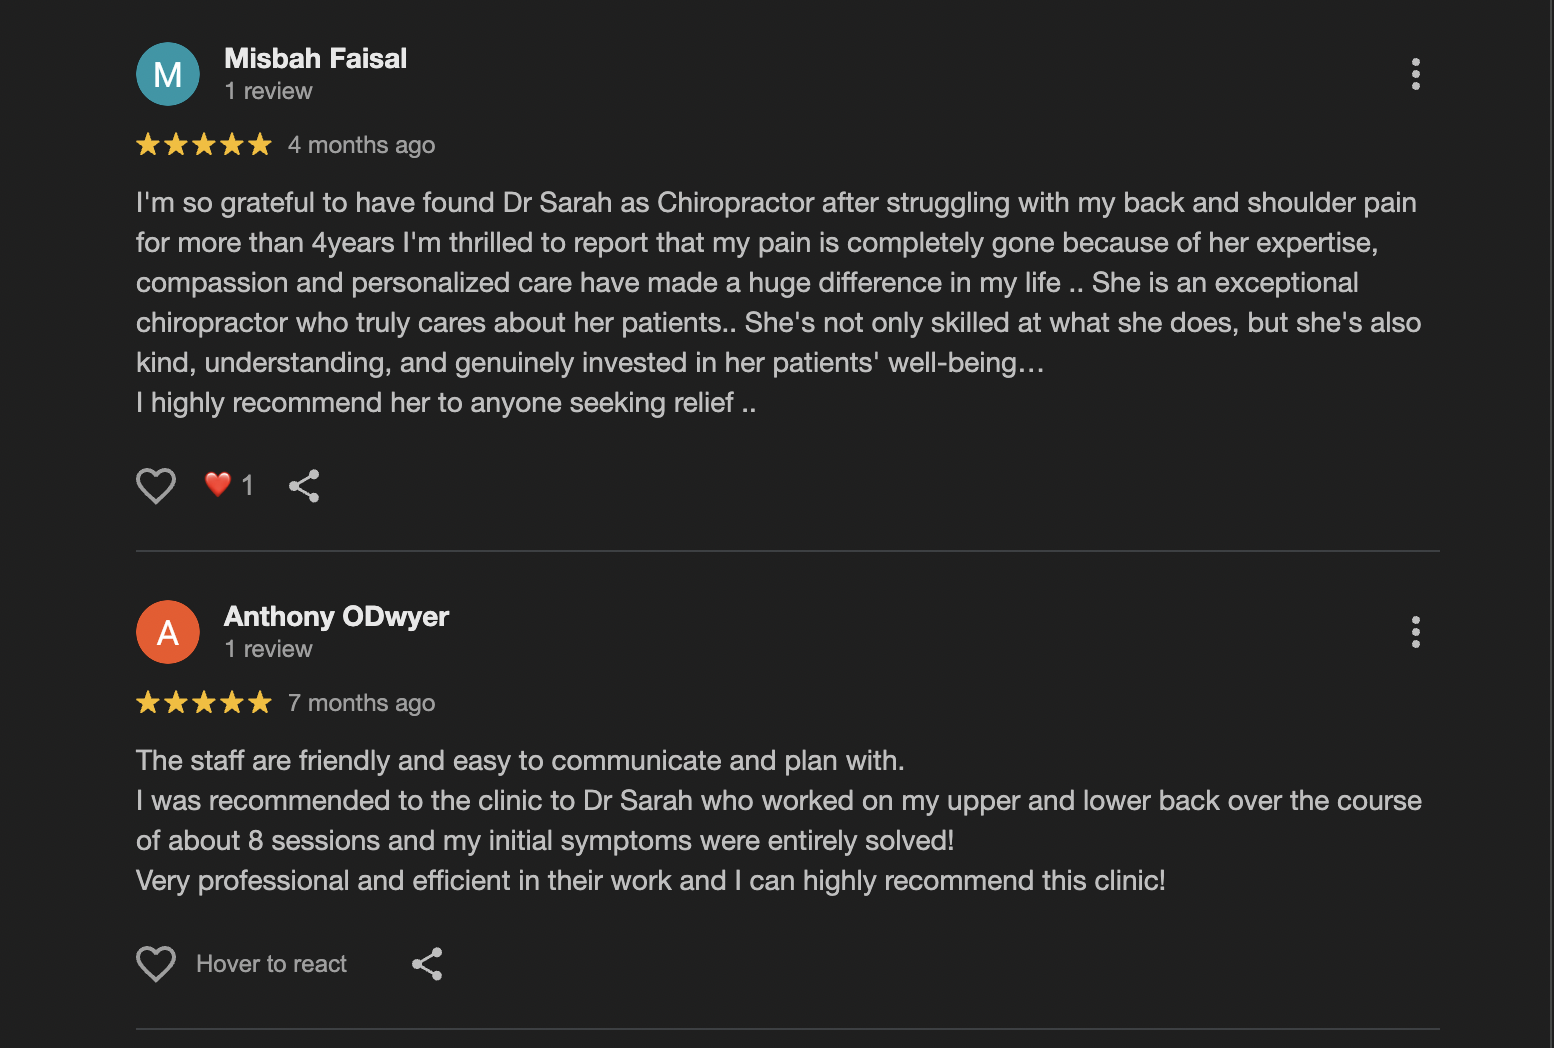 M
Misbah Faisal
1 review
4 months ago
I'm so grateful to have found Dr Sarah as Chiropractor after struggling with my back and shoulder pain
for more than 4years I'm thrilled to report that my pain is completely gone because of her expertise,
compassion and personalized care have made a huge difference in my life .. She is an exceptional
chiropractor who truly cares about her patients.. She's not only skilled at what she does, but she's also
kind, understanding, and genuinely invested in her patients' well-being…
I highly recommend her to anyone seeking relief ..
❤️ 1
A
Anthony ODwyer
1 review
7 months ago
The staff are friendly and easy to communicate and plan with.
I was recommended to the clinic to Dr Sarah who worked on my upper and lower back over the course
of about 8 sessions and my initial symptoms were entirely solved!
Very professional and efficient in their work and I can highly recommend this clinic!
Hover to react